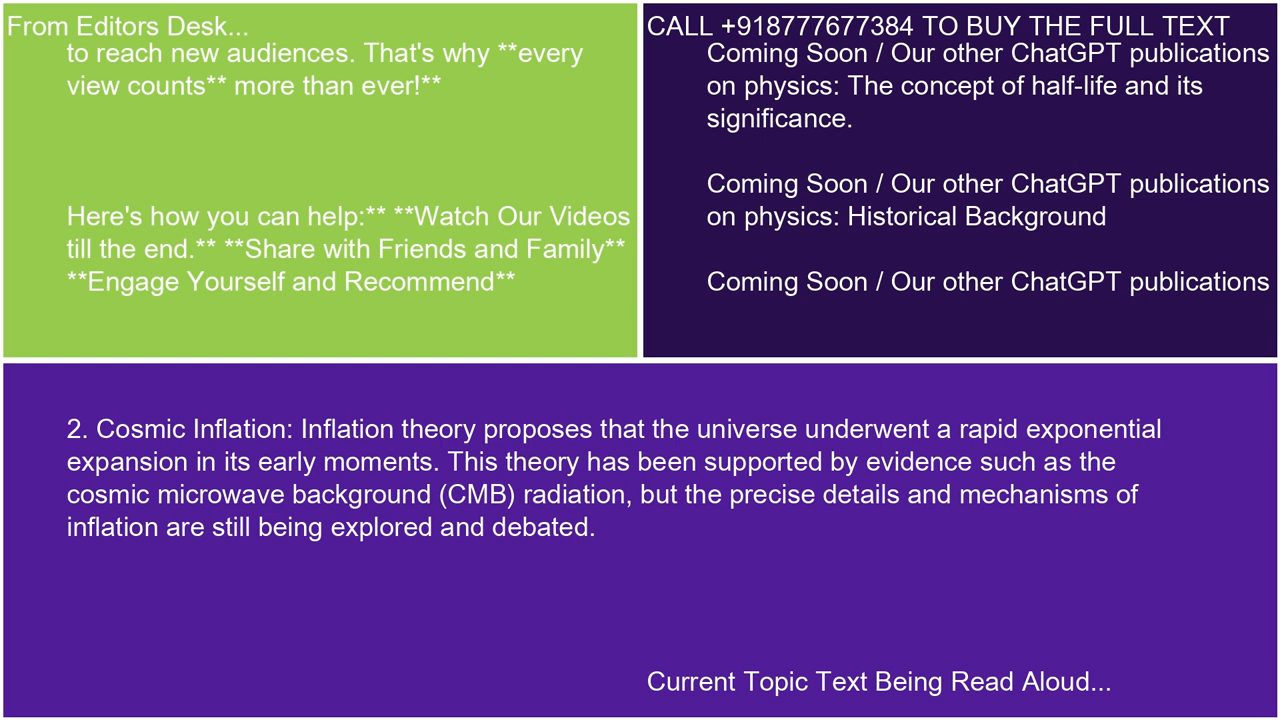 From Editors Desk...
to reach new audiences. That's why **every
view counts** more than ever!**
Here's how you can help:** **Watch Our Videos
till the end.** **Share with Friends and Family**
**Engage Yourself and Recommend**
CALL +918777677384 TO BUY THE FULL TEXT
Coming Soon / Our other ChatGPT publications
on physics: The concept of half-life and its
significance.
Coming Soon / Our other ChatGPT publications
on physics: Historical Background
Coming Soon / Our other ChatGPT publications
2. Cosmic Inflation: Inflation theory proposes that the universe underwent a rapid exponential
expansion in its early moments. This theory has been supported by evidence such as the
cosmic microwave background (CMB) radiation, but the precise details and mechanisms of
inflation are still being explored and debated.
Current Topic Text Being Read Aloud...